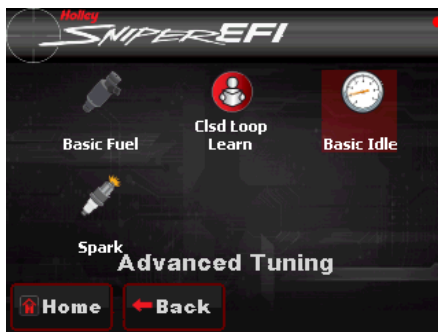 Holley
SNIPER EFI
Basic Fuel
Clsd Loop
Learn
Basic Idle
Spark
Advanced Tuning
Home
Back